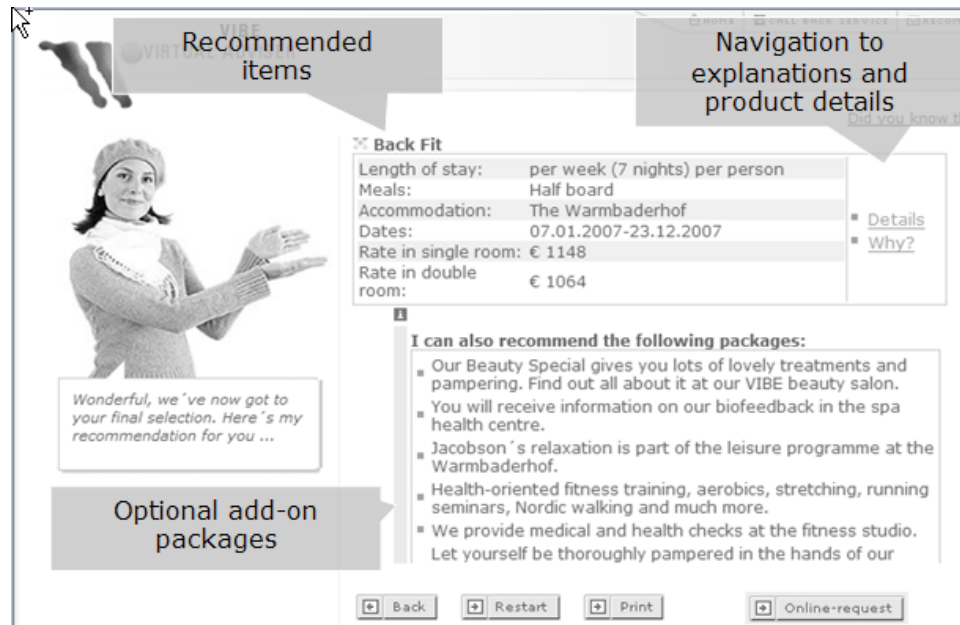 HOME CALL BACK SERVICE
VIBE
VIRTUAL ADVISER
Recommended
items
Navigation to
explanations and
product details
Did you know
Back Fit
Length of stay: per week (7 nights) per person
Meals: Half board
Accommodation: The Warmbaderhof
Dates: 07.01.2007-23.12.2007
Rate in single room: € 1148
Rate in double
room: € 1064
Details
Why?
I can also recommend the following packages:
Our Beauty Special gives you lots of lovely treatments and
pampering. Find out all about it at our VIBE beauty salon.
You will receive information on our biofeedback in the spa
health centre.
Jacobson´s relaxation is part of the leisure programme at the
Warmbaderhof.
Health-oriented fitness training, aerobics, stretching, running
seminars, Nordic walking and much more.
We provide medical and health checks at the fitness studio.
Let yourself be thoroughly pampered in the hands of our
Wonderful, we´ve now got to
your final selection. Here´s my
recommendation for you ...
Optional add-on
packages
Back Restart Print Online-request